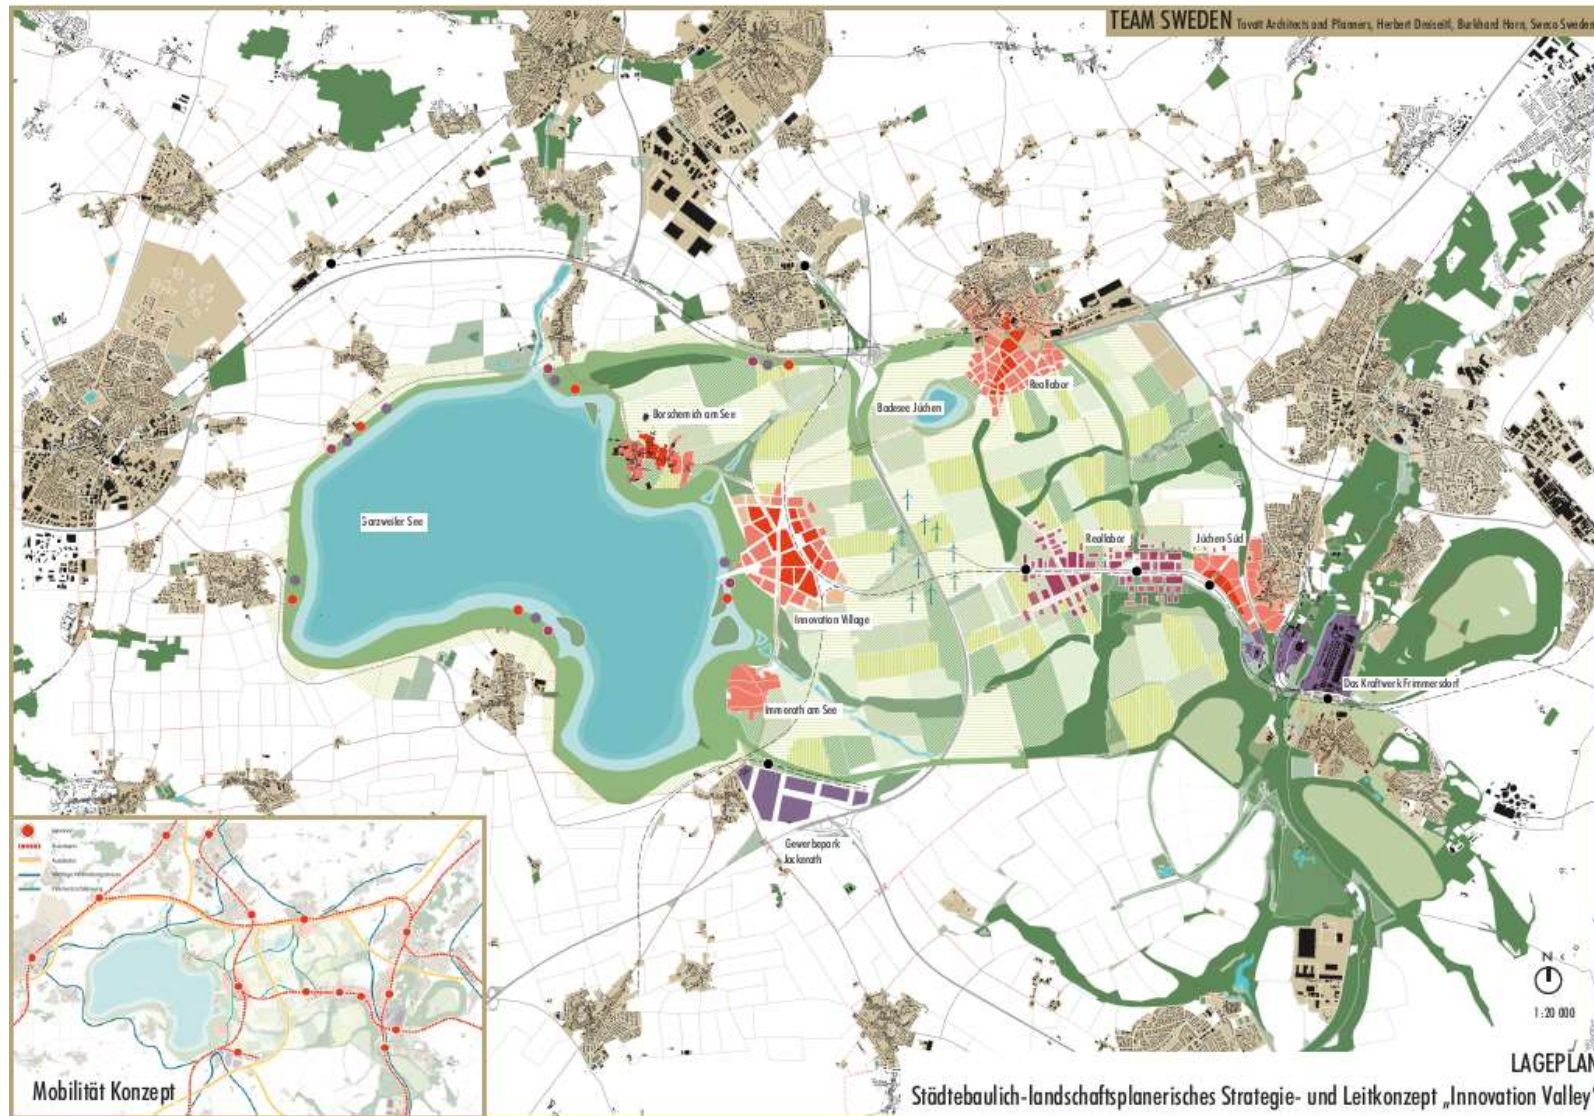 TEAM SWEDEN Tovatt Architects and Planners, Herbert Dreiseitl, Burkhard Horn, Sweco Sweden
Reallabor
Badesee Jüchen
Borschemich am See
Garzweiler See
Reallabor
Jüchen-Süd
Innovation Village
Das Kraftwerk Frimmersdorf
Immerath am See
Gewerbepark
Jackerath
N
1:20 000
Mobilität Konzept
LAGEPLAN
Städtebaulich-landschaftsplanerisches Strategie- und Leitkonzept „Innovation Valley“